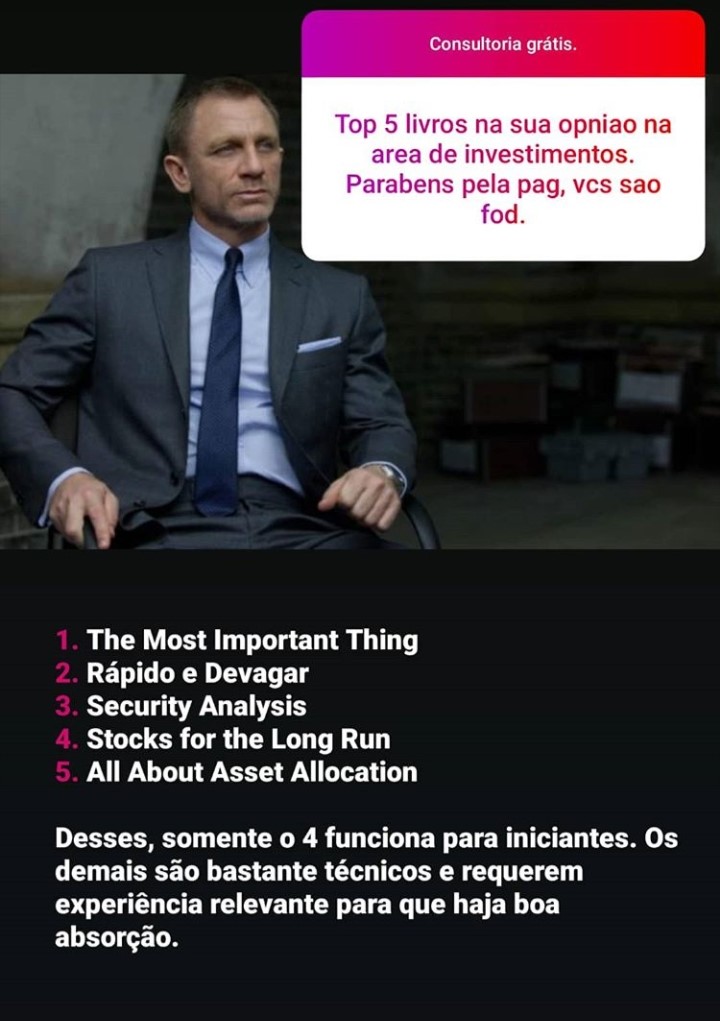 Consultoria grátis.
Top 5 livros na sua opniao na
area de investimentos.
Parabens pela pag, vcs sao
fod.
1. The Most Important Thing
2. Rápido e Devagar
3. Security Analysis
4. Stocks for the Long Run
5. All About Asset Allocation
Desses, somente o 4 funciona para iniciantes. Os
demais são bastante técnicos e requerem
experiência relevante para que haja boa
absorção.